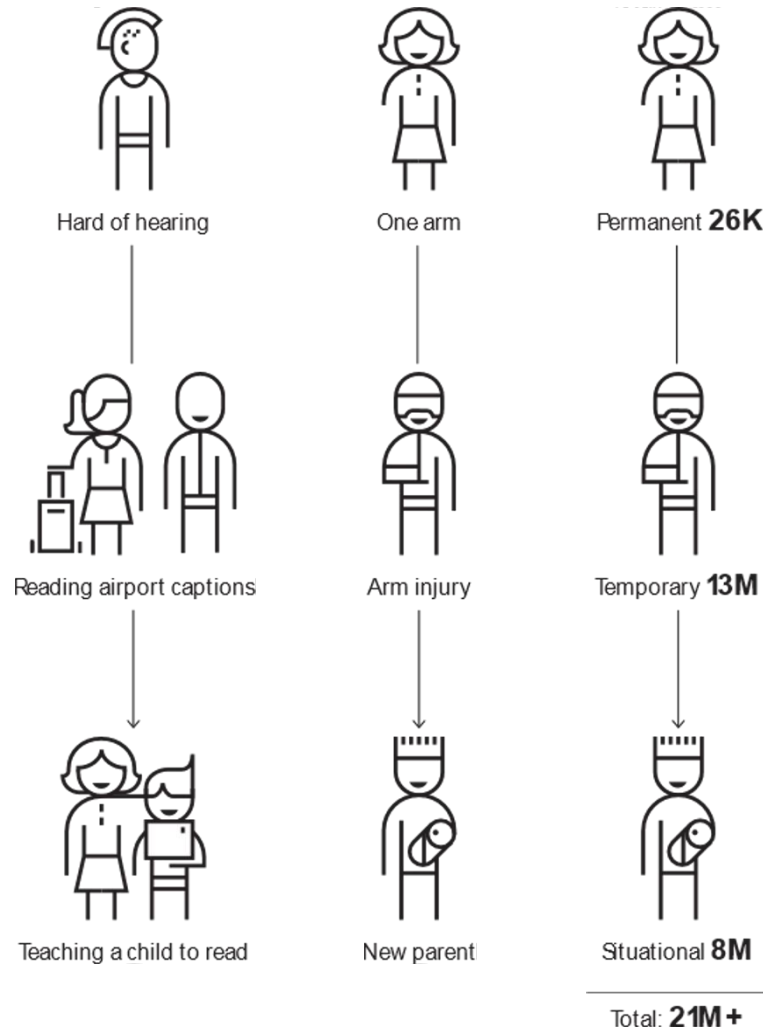 Hard of hearing
One arm
Permanent 26K
Reading airport captions
Arm injury
Temporary 13M
Teaching a child to read
New parent
Situational 8M
Total: 21M+